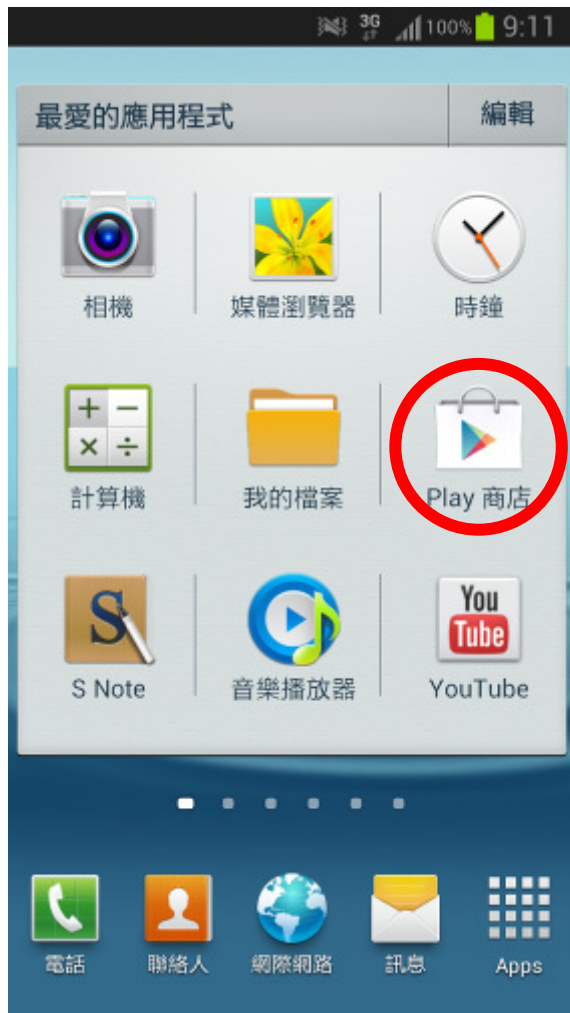 3G 100% 9:11
最愛的應用程式 編輯
相機 媒體瀏覽器 時鐘
計算機 我的檔案 Play 商店
You
Tube
S Note 音樂播放器 YouTube
電話 聯絡人 網際網路 訊息 Apps